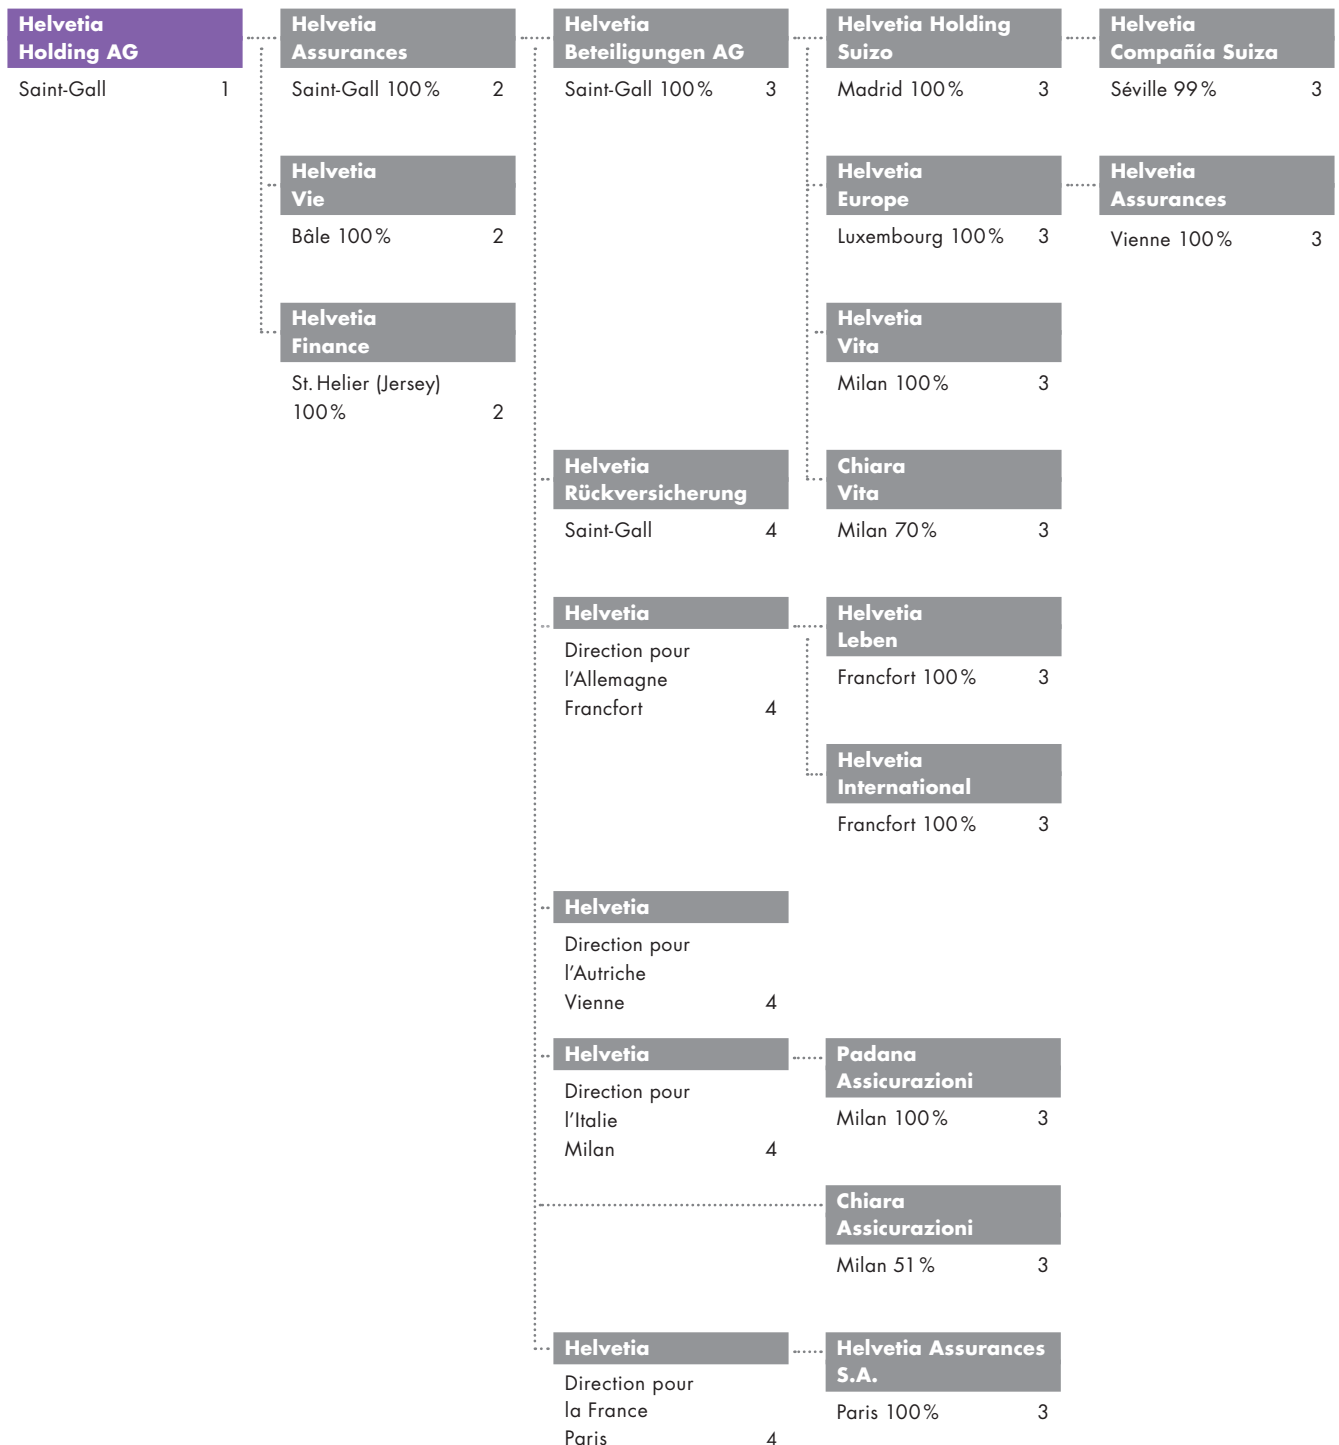 Helvetia
Holding AG
Saint-Gall 1
Helvetia
Assurances
Saint-Gall 100% 2
Helvetia
Beteiligungen AG
Saint-Gall 100% 3
Helvetia Holding
Suizo
Madrid 100% 3
Helvetia
Compañía Suiza
Séville 99% 3
Helvetia
Vie
Bâle 100% 2
Helvetia
Europe
Luxembourg 100% 3
Helvetia
Assurances
Vienne 100% 3
Helvetia
Finance
St. Helier (Jersey)
100% 2
Helvetia
Vita
Milan 100% 3
Helvetia
Rückversicherung
Saint-Gall 4
Chiara
Vita
Milan 70% 3
Helvetia
Direction pour
l'Allemagne
Francfort 4
Helvetia
Leben
Francfort 100% 3
Helvetia
International
Francfort 100% 3
Helvetia
Direction pour
l'Autriche
Vienne 4
Helvetia
Direction pour
l'Italie
Milan 4
Padana
Assicurazioni
Milan 100% 3
Chiara
Assicurazioni
Milan 51% 3
Helvetia
Direction pour
la France
Paris 4
Helvetia Assurances
S.A.
Paris 100% 3